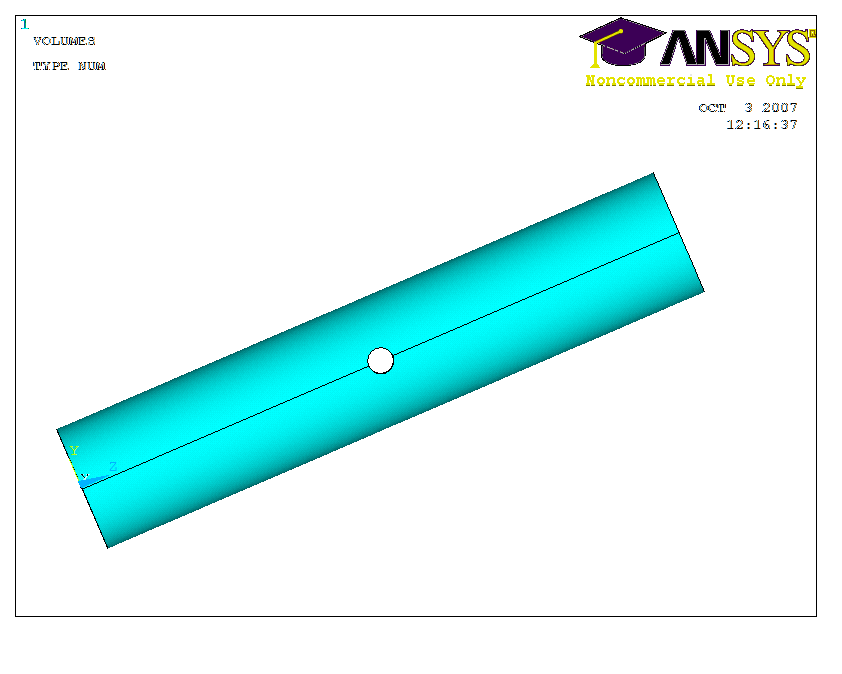 1
VOLUMES
TYPE NUM
ANSYS
Noncommercial Use Only
OCT 3 2007
12:16:37
Y
Z